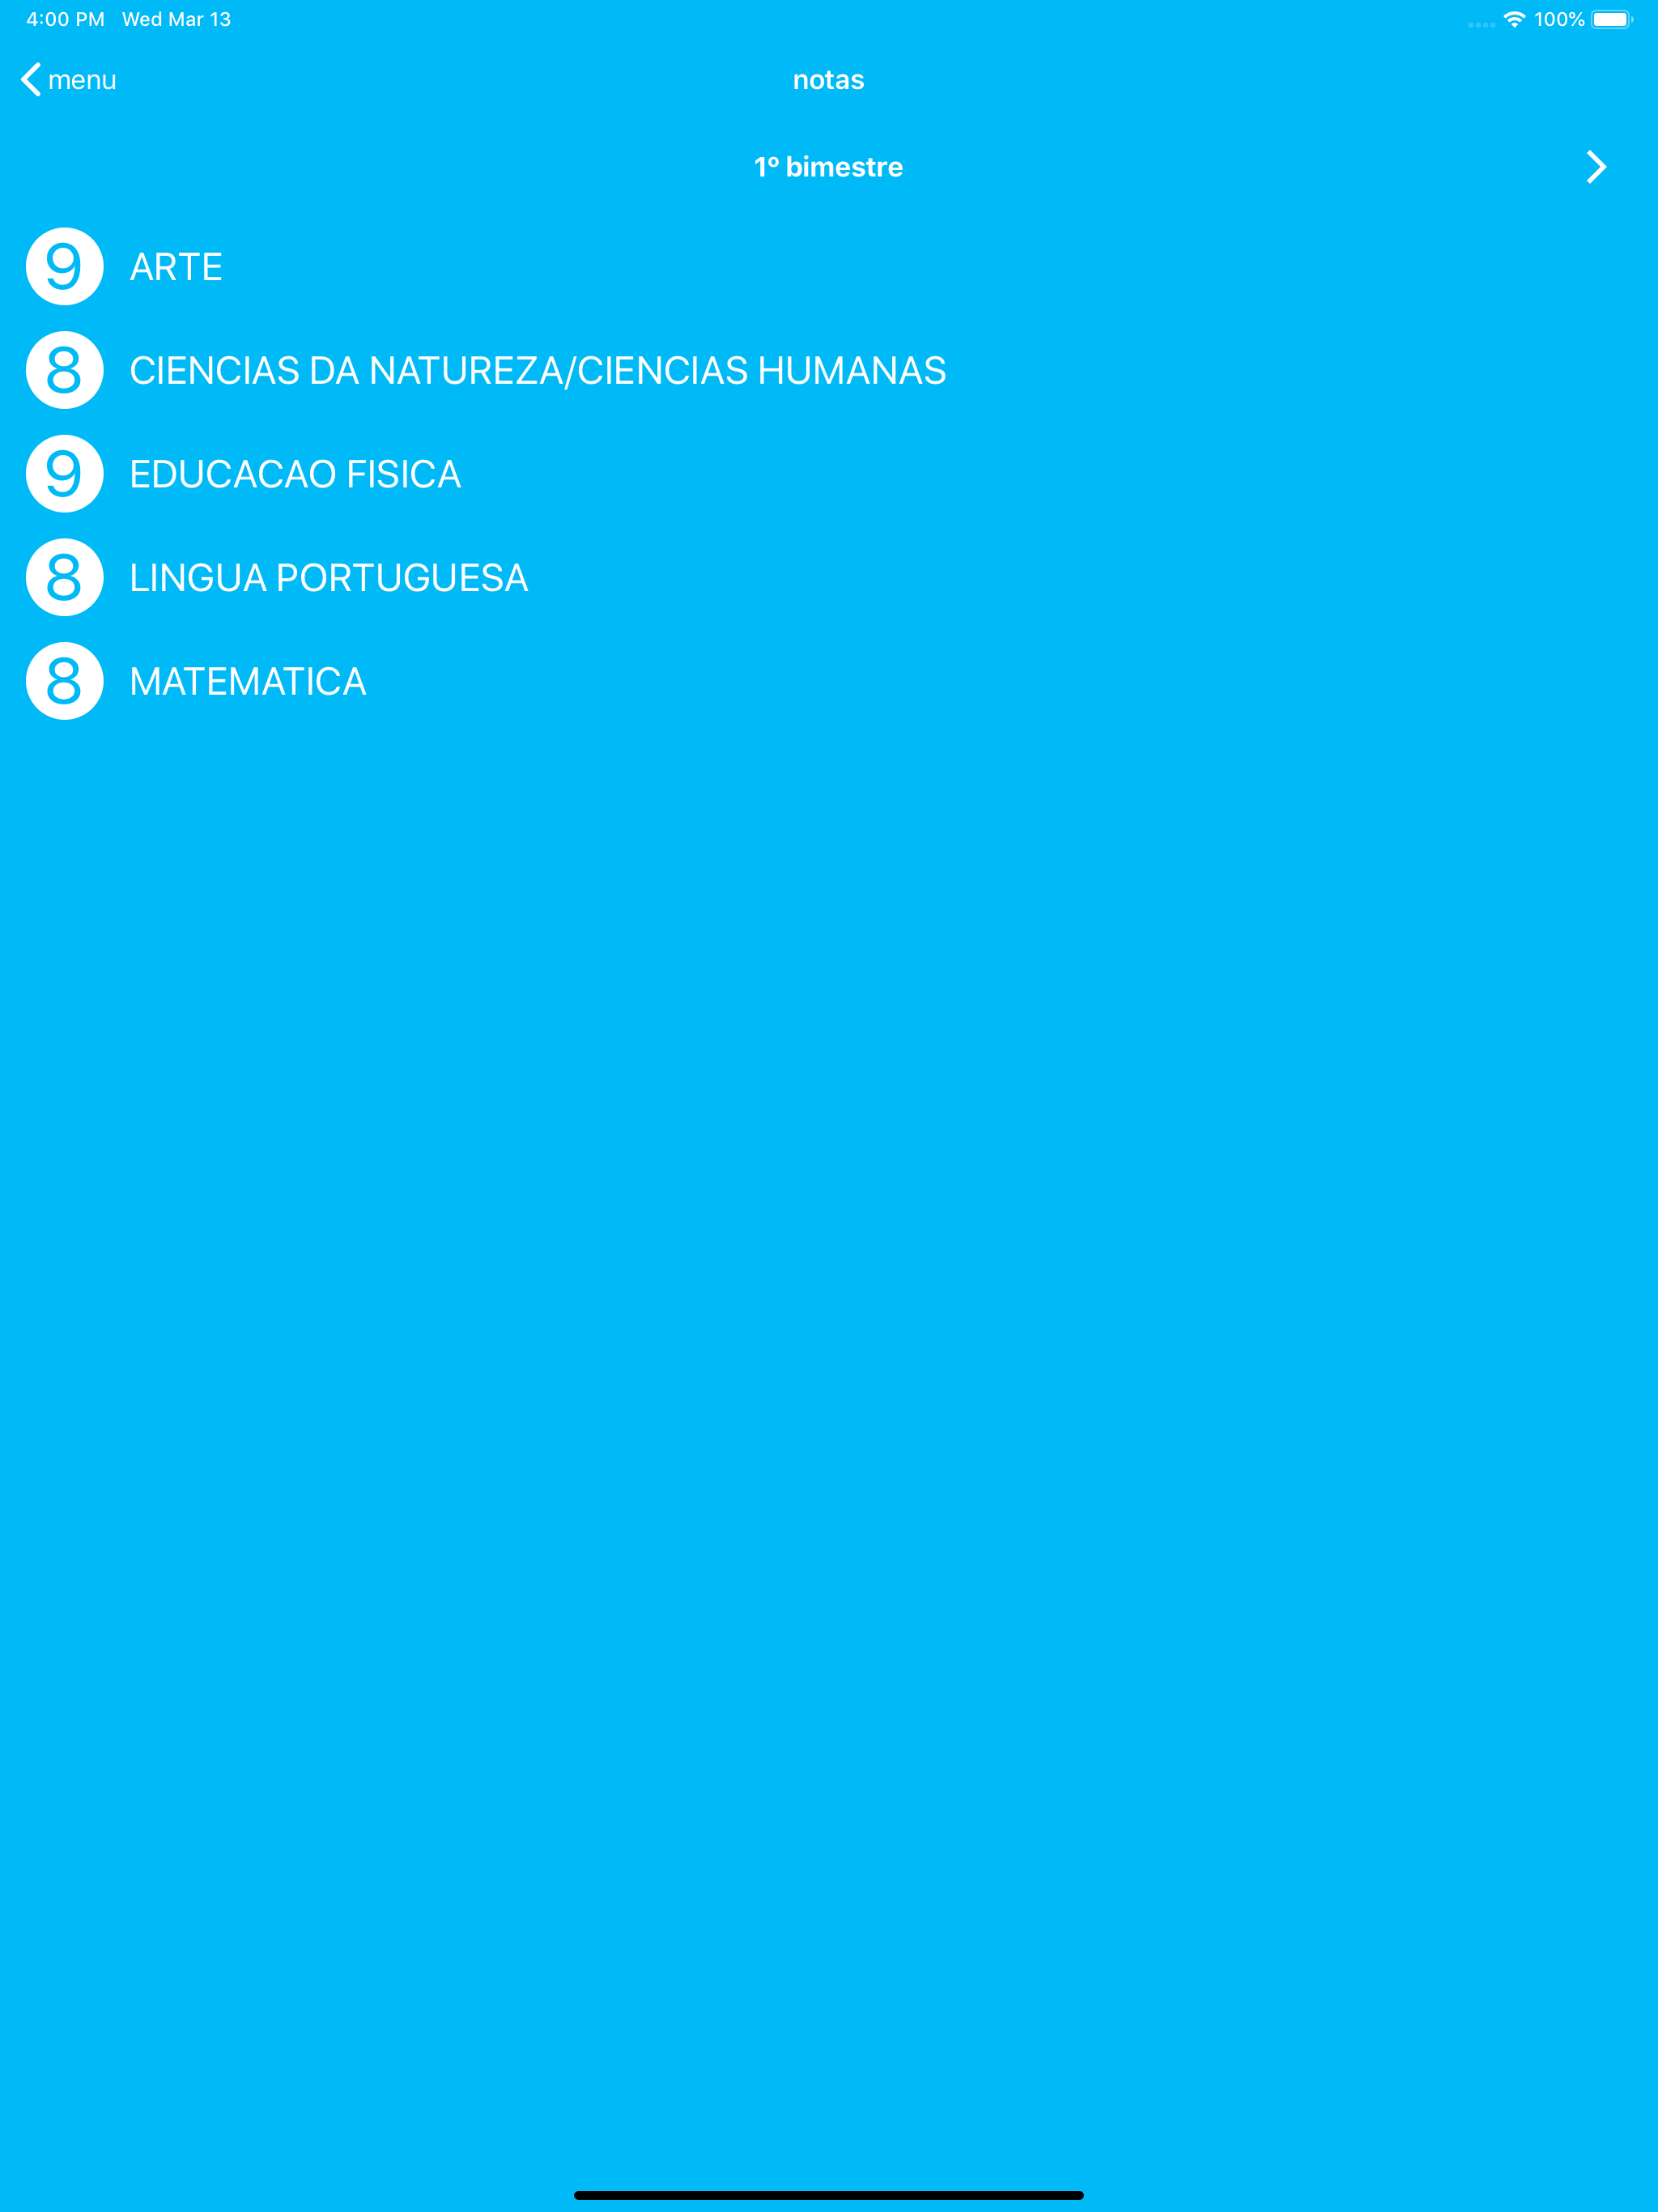 4:00 PM Wed Mar 13 100%
menu notas
1º bimestre
9 ARTE
8 CIENCIAS DA NATUREZA/CIENCIAS HUMANAS
9 EDUCACAO FISICA
8 LINGUA PORTUGUESA
8 MATEMATICA